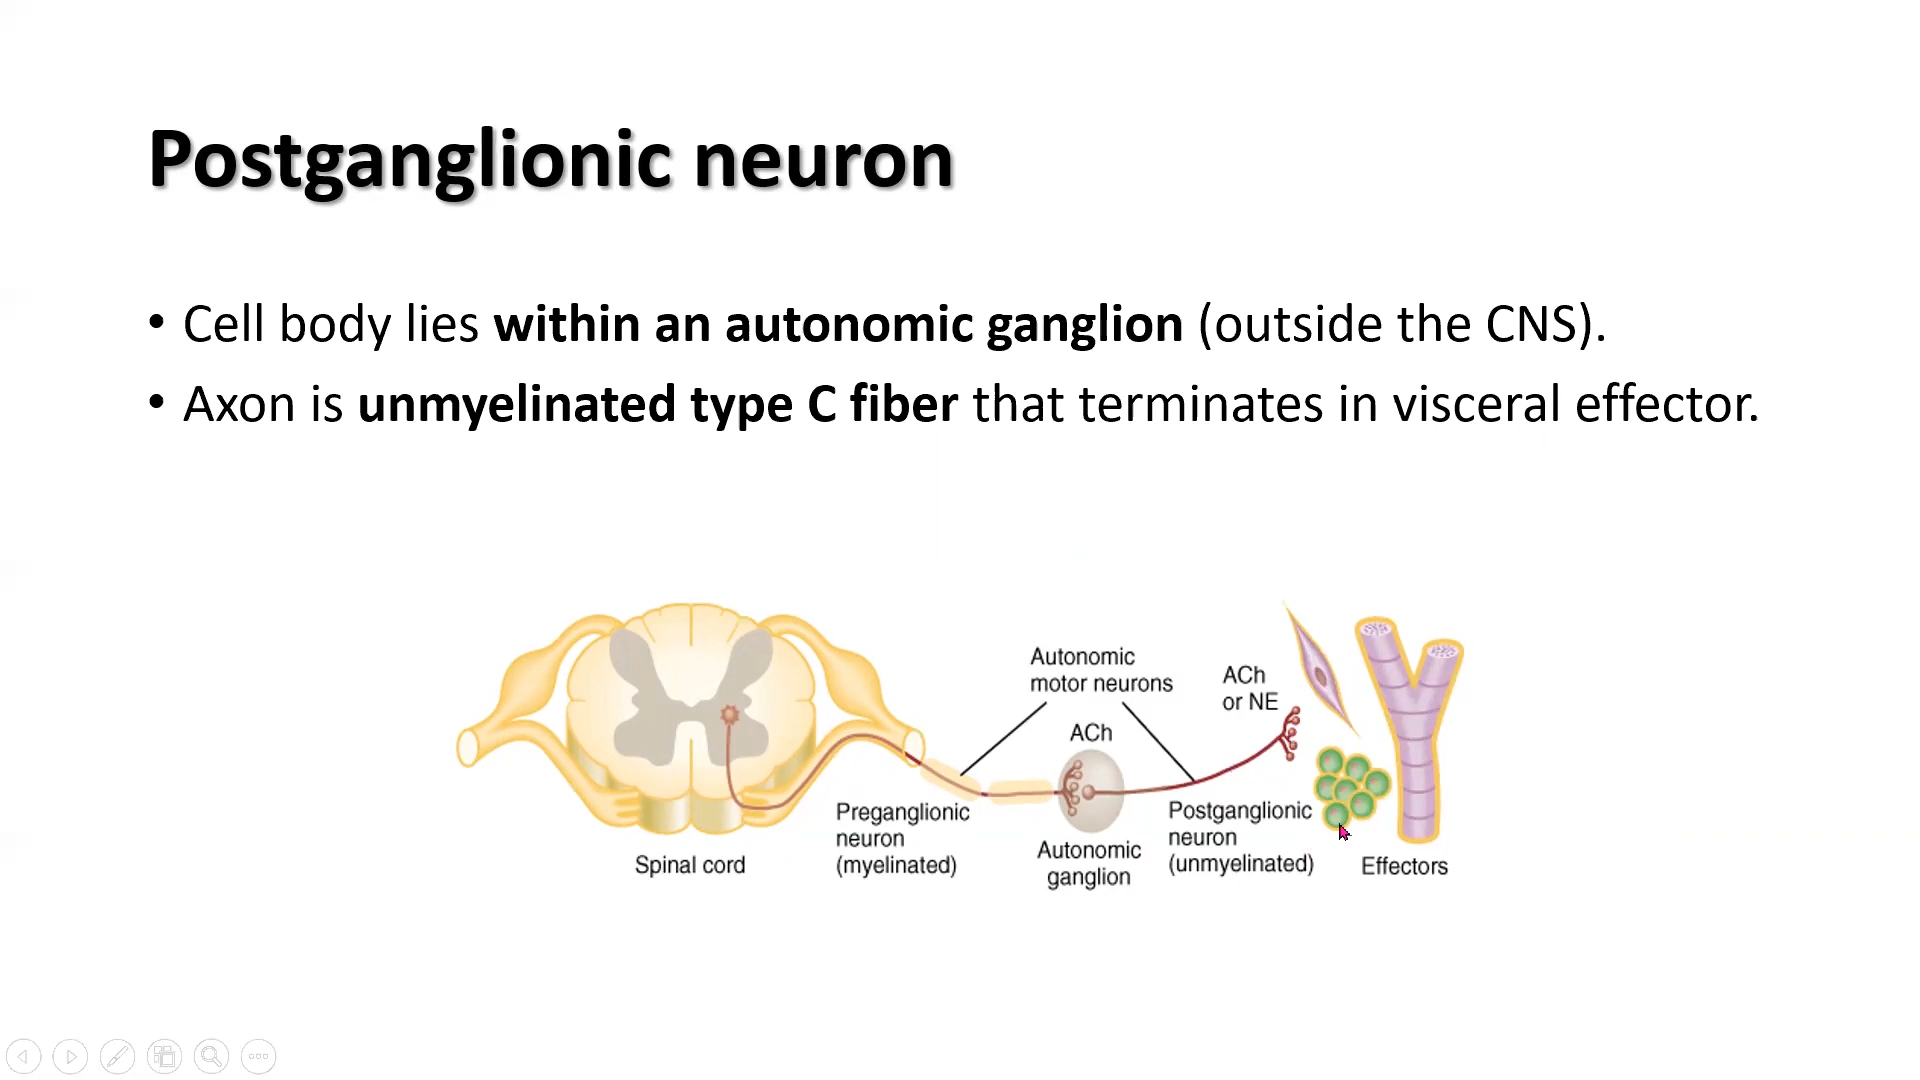 Postganglionic neuron
• Cell body lies within an autonomic ganglion (outside the CNS).
• Axon is unmyelinated type C fiber that terminates in visceral effector.
Autonomic
motor neurons
ACh
or NE
ACh
Preganglionic
neuron
(myelinated)
Postganglionic
neuron
(unmyelinated)
Autonomic
ganglion
Spinal cord
Effectors